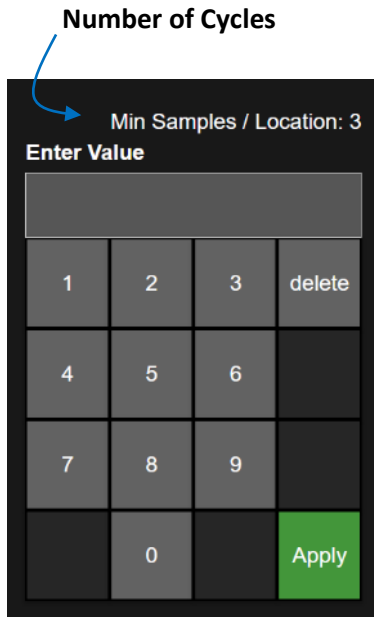 Number of Cycles
Min Samples / Location: 3
Enter Value
1 2 3 delete
4 5 6
7 8 9
0 Apply